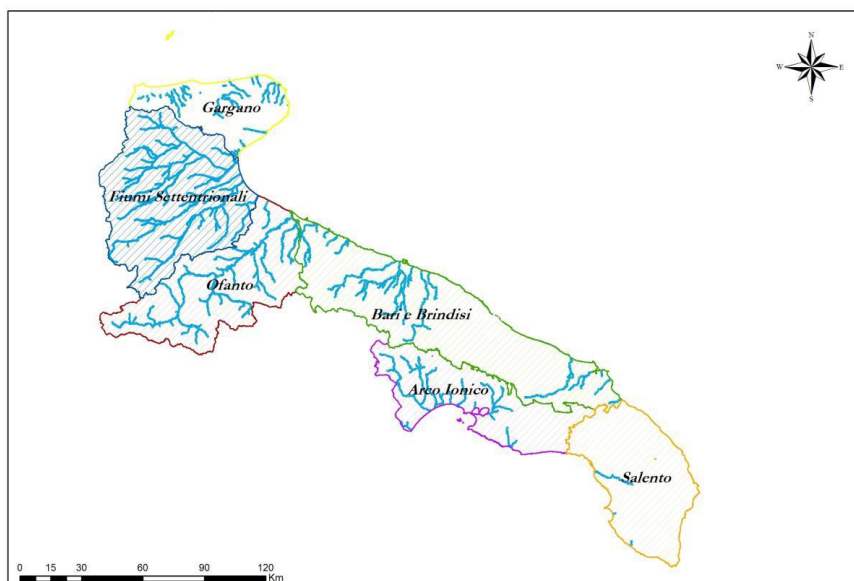 N
W E
S
Gargano
Fiumi Settentrionali
Ofanto
Bari e Brindisi
Arco Ionico
Salento
0 15 30 60 90 120
Km